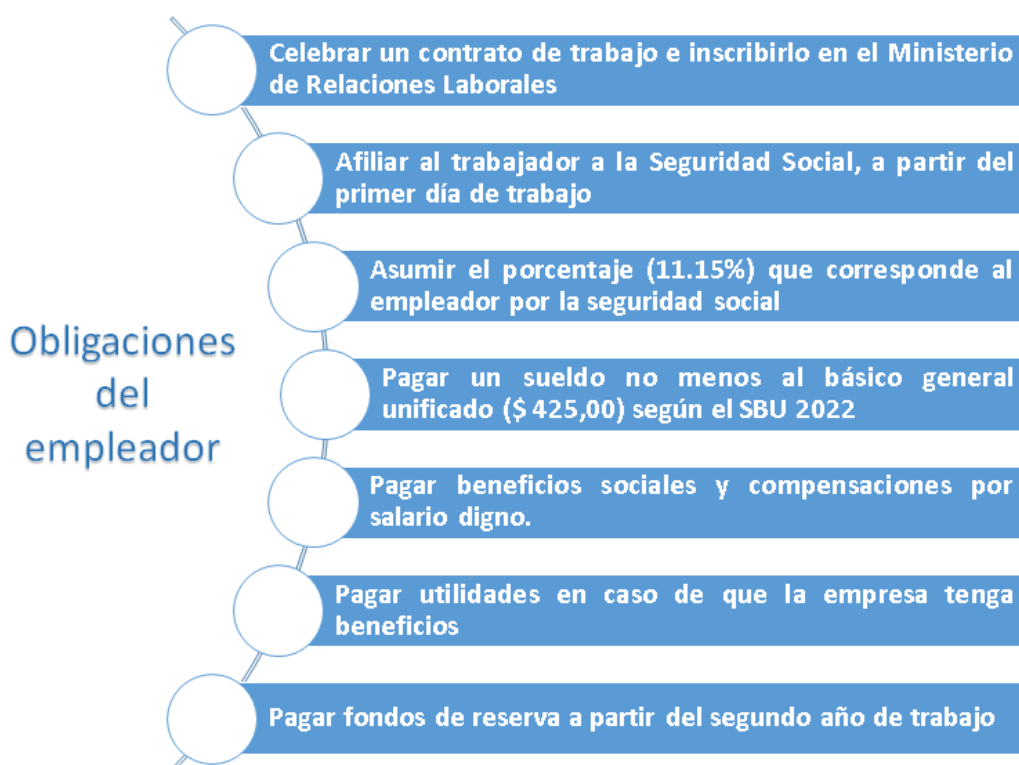 Obligaciones
del
empleador
Celebrar un contrato de trabajo e inscribirlo en el Ministerio
de Relaciones Laborales
Afiliar al trabajador a la Seguridad Social, a partir del
primer día de trabajo
Asumir el porcentaje (11.15%) que corresponde al
empleador por la seguridad social
Pagar un sueldo no menos al básico general
unificado ($ 425,00) según el SBU 2022
Pagar beneficios sociales y compensaciones por
salario digno.
Pagar utilidades en caso de que la empresa tenga
beneficios
Pagar fondos de reserva a partir del segundo año de trabajo